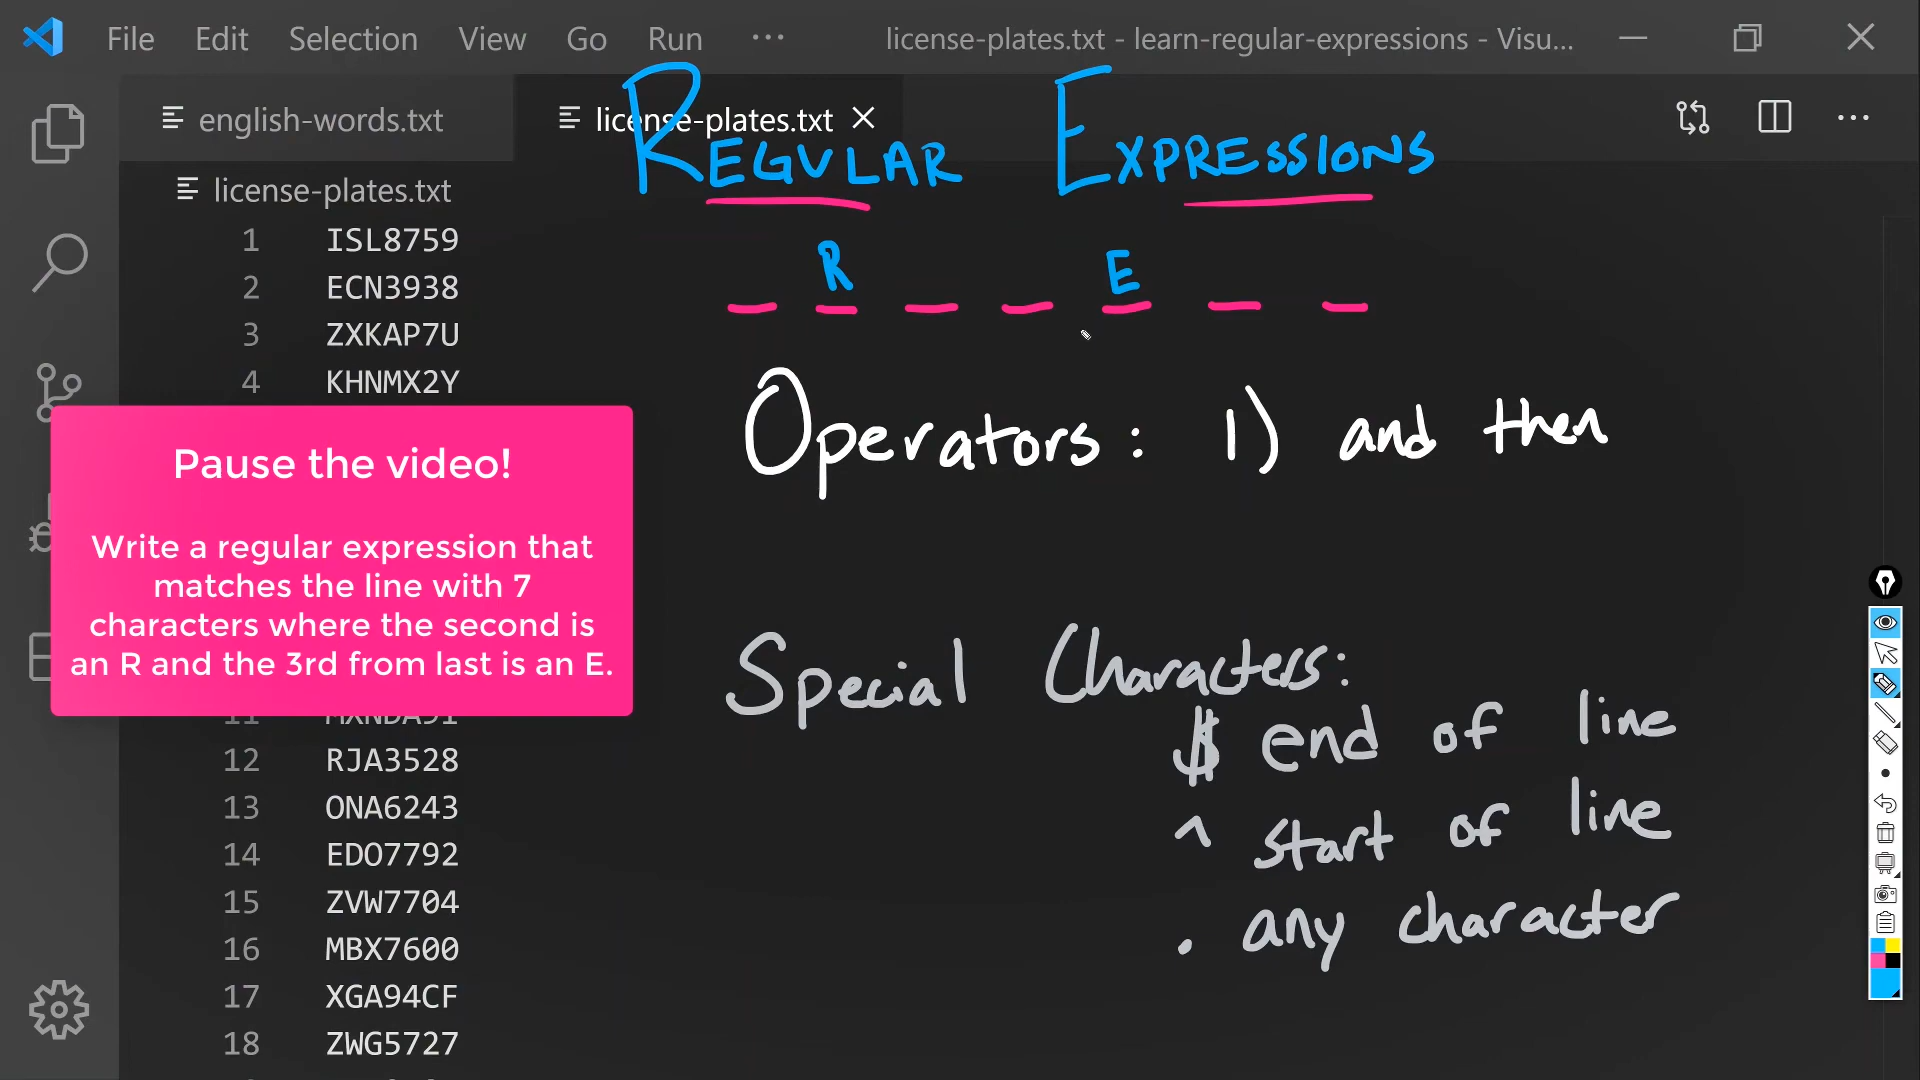 File Edit Selection View Go Run ··· license-plates.txt - learn-regular-expressions - Visu...
english-words.txt license-plates.txt
REGULAR EXPRESSIONS
license-plates.txt
1 ISL8759
2 ECN3938
3 ZXKAP7U
4 KHNMX2Y
R E
Operators: 1) and then
Pause the video!
Write a regular expression that
matches the line with 7
characters where the second is
an R and the 3rd from last is an E.
12 RJA3528
13 ONA6243
14 EDO7792
15 ZVW7704
16 MBX7600
17 XGA94CF
18 ZWG5727
Special Characters:
$ end of line
^ start of line
. any character